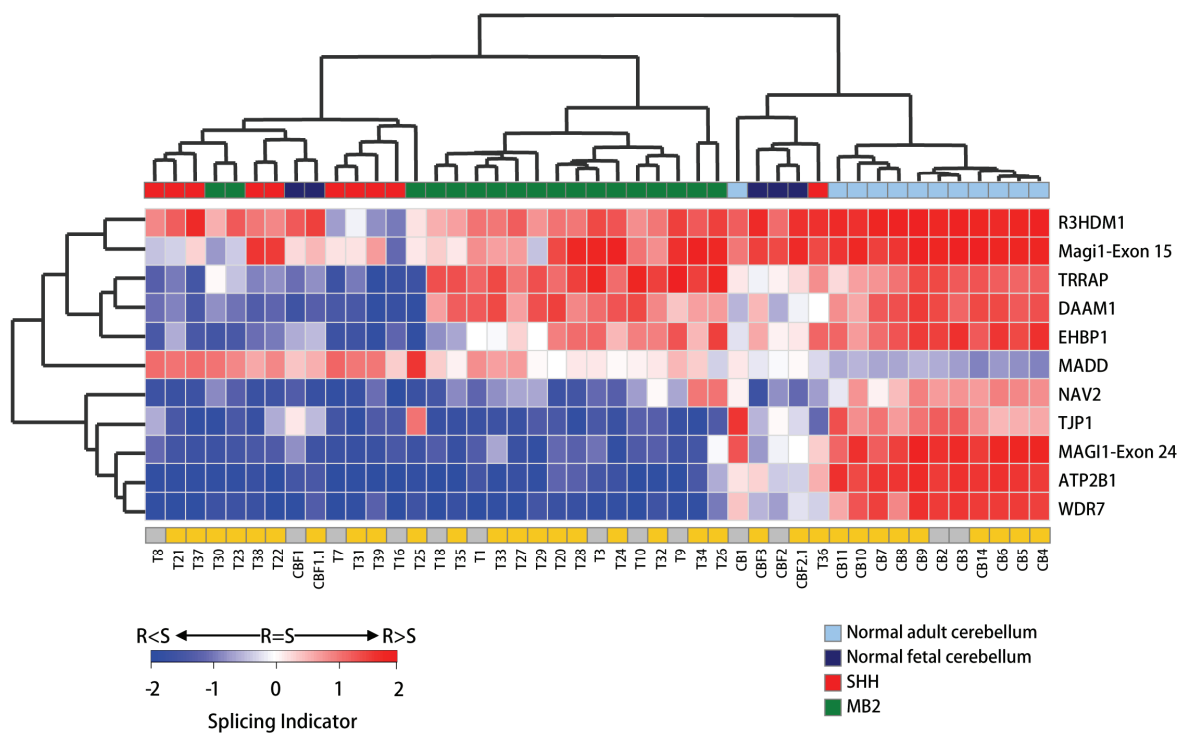 R3HDM1
Magi1-Exon 15
TRRAP
DAAM1
EHBP1
MADD
NAV2
TJP1
MAGI1-Exon 24
ATP2B1
WDR7
T8 T21 T37 T30 T23 T38 T22 CBF1 CBF1.1 T7 T31 T39 T16 T25 T18 T35 T1 T33 T27 T29 T20 T28 T3 T24 T10 T32 T9 T34 T26 CB1 CBF3 CBF2 CBF2.1 T36 CB11 CB10 CB7 CB8 CB9 CB2 CB3 CB14 CB6 CB5 CB4
R<S R=S R>S
-2 -1 0 1 2
Splicing Indicator
Normal adult cerebellum
Normal fetal cerebellum
SHH
MB2